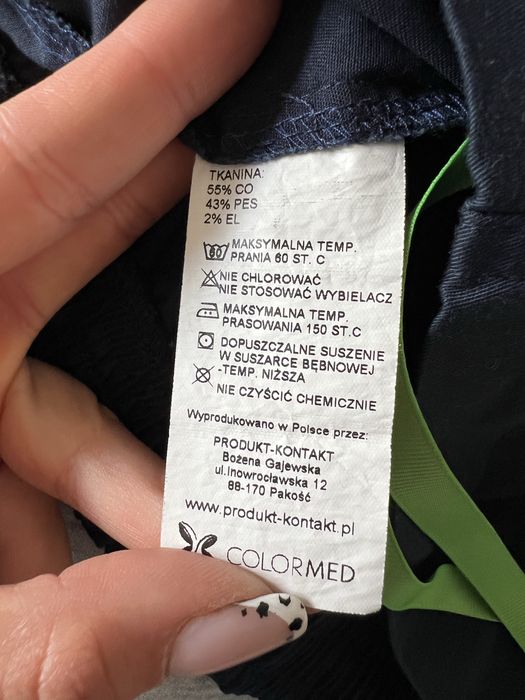 TKANINA:
55% CO
43% PES
2% EL
60
MAKSYMALNA TEMP.
PRANIA 60 ST. C
NIE CHLOROWAĆ
NIE STOSOWAĆ WYBIELACZ
MAKSYMALNA TEMP.
PRASOWANIA 150 ST.C
DOPUSZCZALNE SUSZENIE
W SUSZARCE BĘBNOWEJ
-TEMP. NIŻSZA
NIE CZYŚCIĆ CHEMICZNIE
Wyprodukowano w Polsce przez:
PRODUKT-KONTAKT
Bożena Gajewska
ul.Inowrocławska 12
88-170 Pakość
www.produkt-kontakt.pl
COLORMED